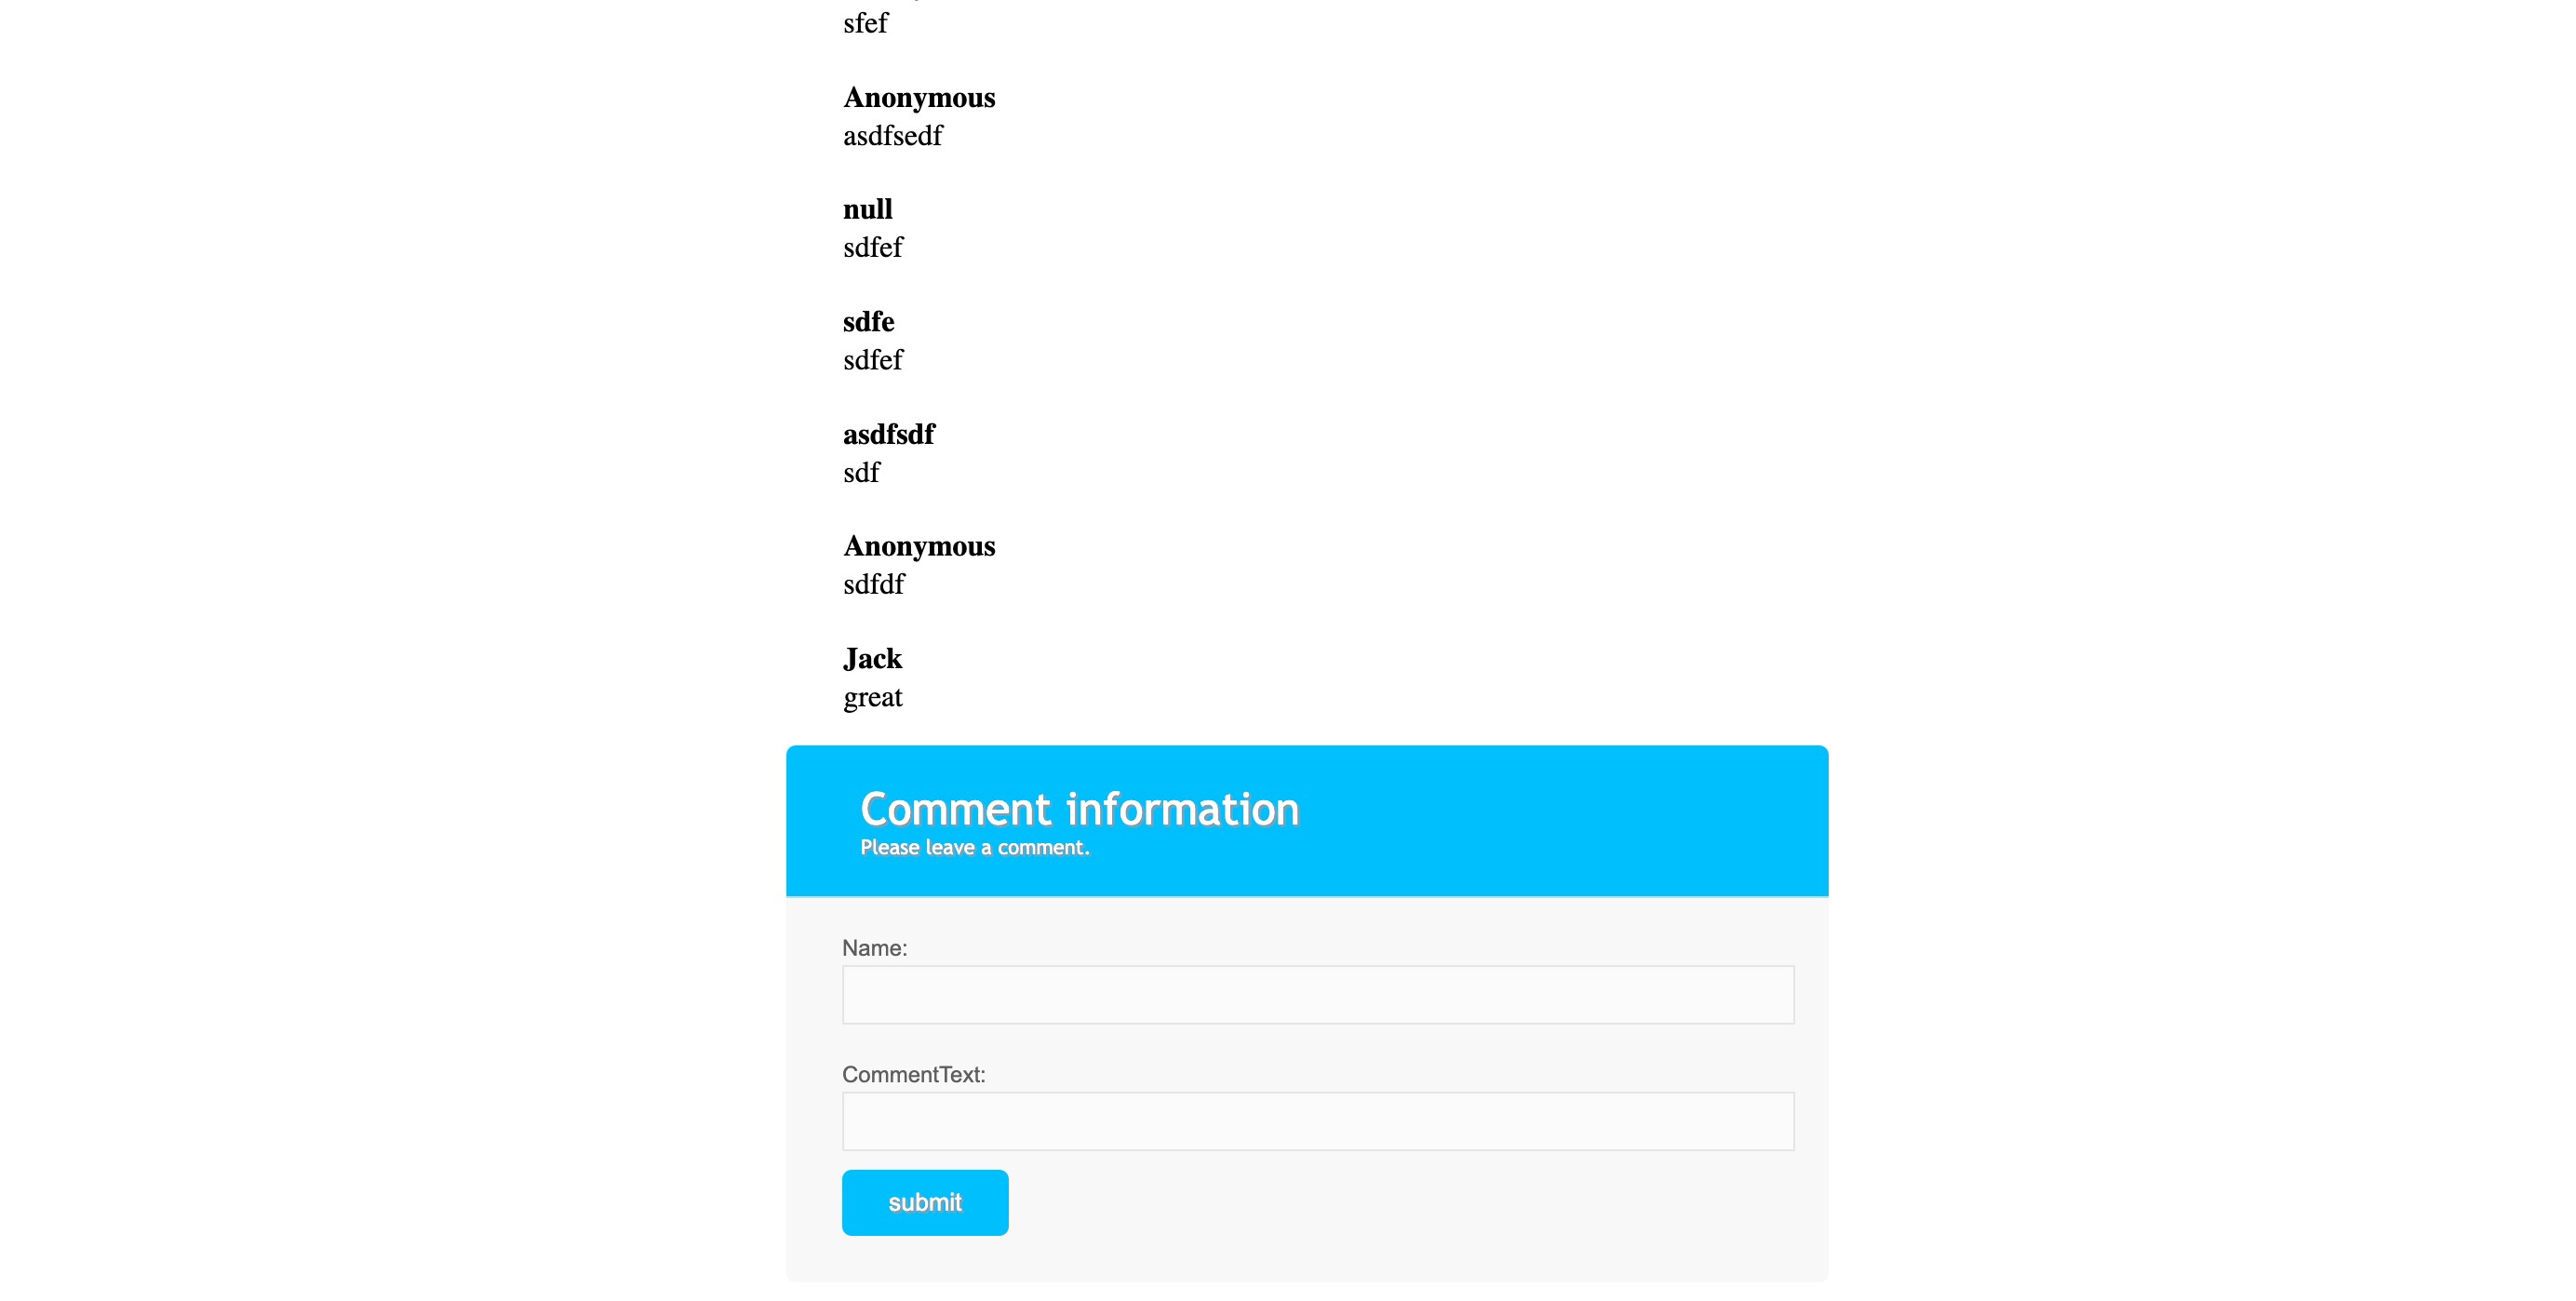 sfef
Anonymous
asdfsedf
null
sdfef
sdfe
sdfef
asdfsdf
sdf
Anonymous
sdfdf
Jack
great
Comment information
Please leave a comment.
Name:
CommentText:
submit